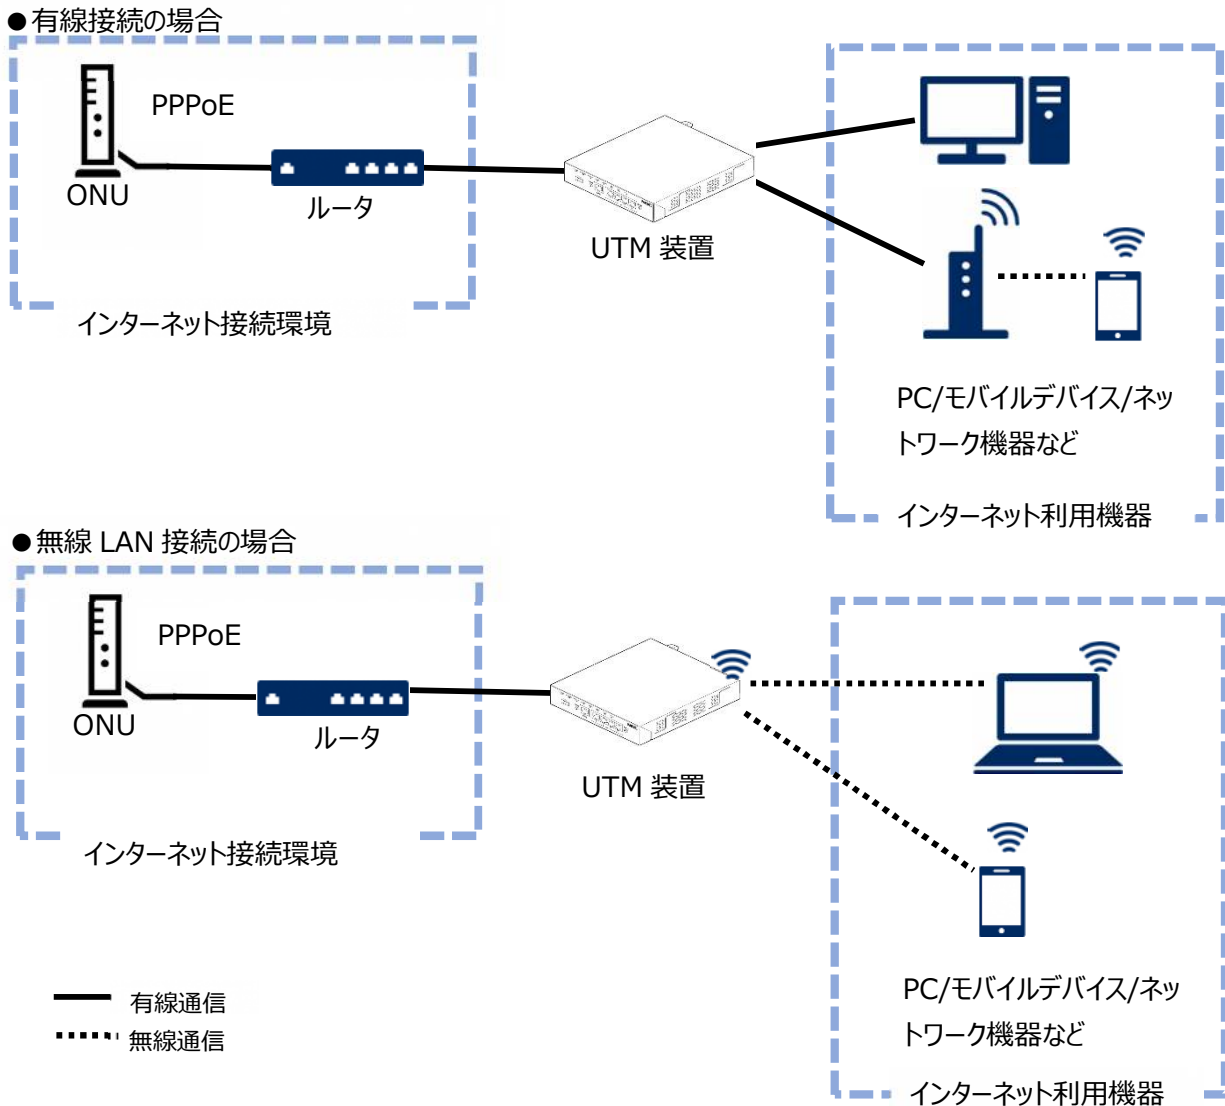 ●有線接続の場合
PPPoE
ONU
ルータ
UTM 装置
インターネット接続環境
PC/モバイルデバイス/ネッ
トワーク機器など
インターネット利用機器
●無線 LAN 接続の場合
PPPoE
ONU
ルータ
UTM 装置
インターネット接続環境
PC/モバイルデバイス/ネッ
トワーク機器など
インターネット利用機器
有線通信
無線通信